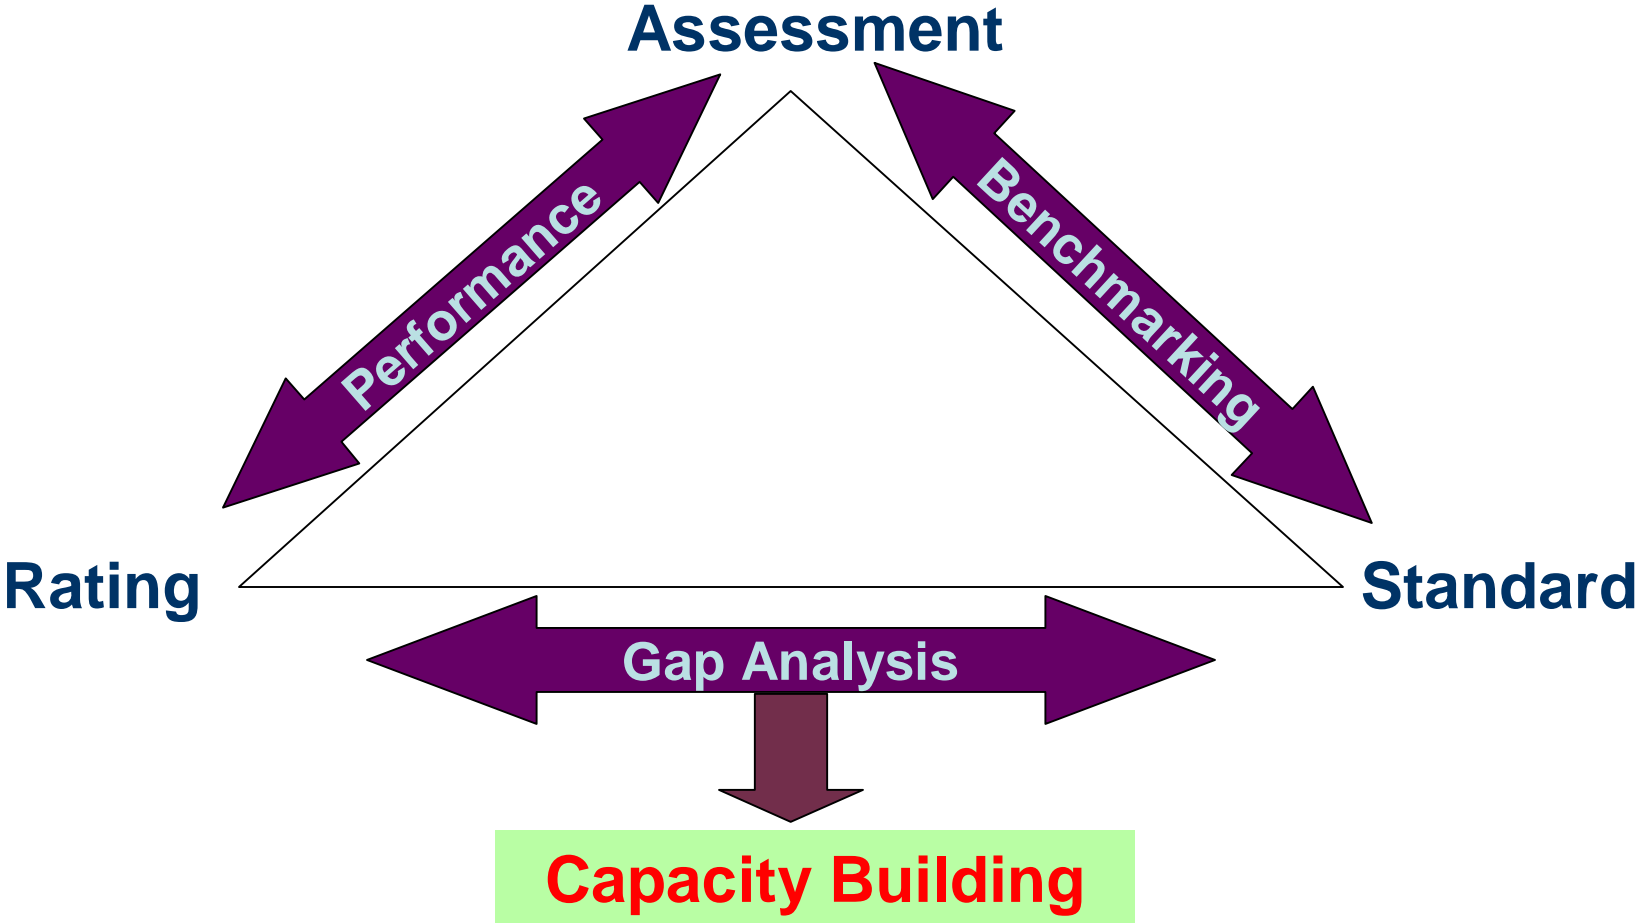 Assessment
Performance
Benchmarking
Rating
Standard
Gap Analysis
Capacity Building